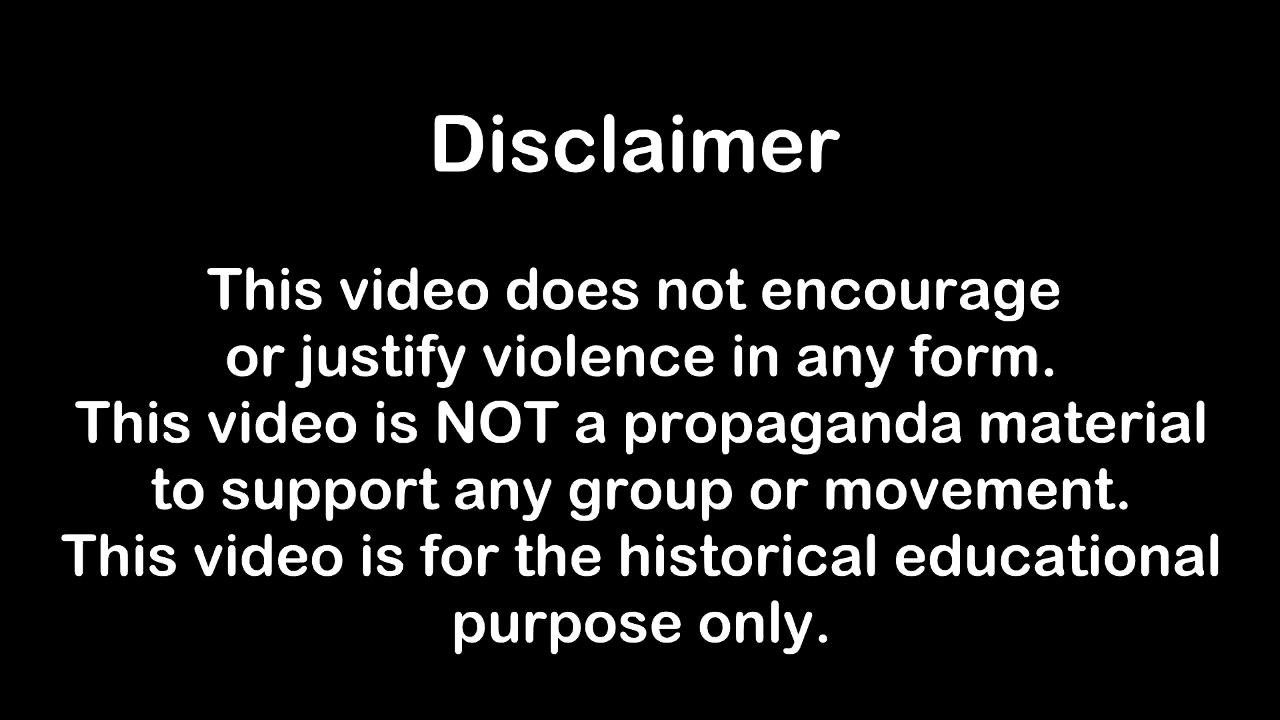 Disclaimer
This video does not encourage
or justify violence in any form.
This video is NOT a propaganda material
to support any group or movement.
This video is for the historical educational
purpose only.